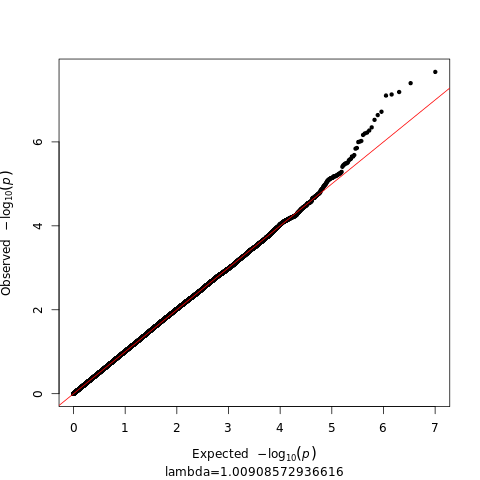 Observed −log10(p)
6
4
2
0
0 1 2 3 4 5 6 7
Expected −log10(p)
lambda=1.00908572936616